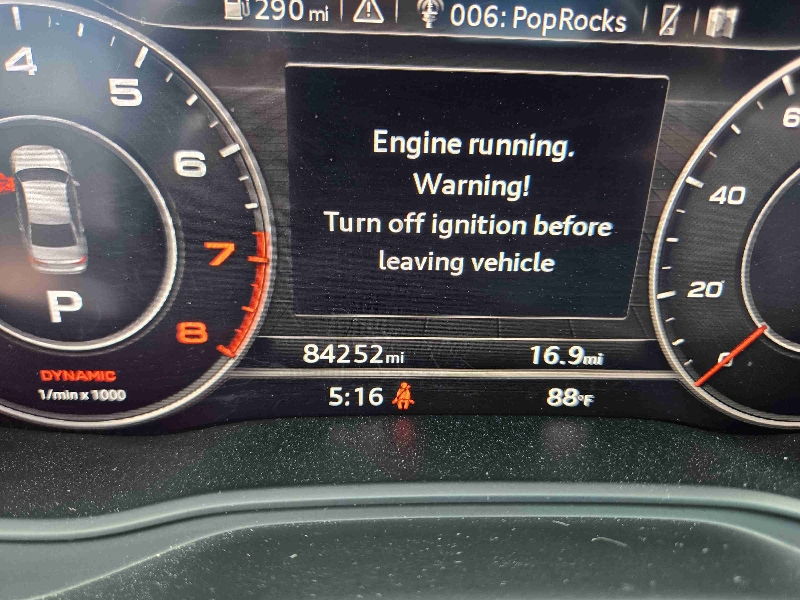 290 mi 006: PopRocks
4
5
6
7
8
P
DYNAMIC
1/min x 1000
Engine running.
Warning!
Turn off ignition before
leaving vehicle
84252 mi 16.9 mi
5:16 88°F
6
40
20
0